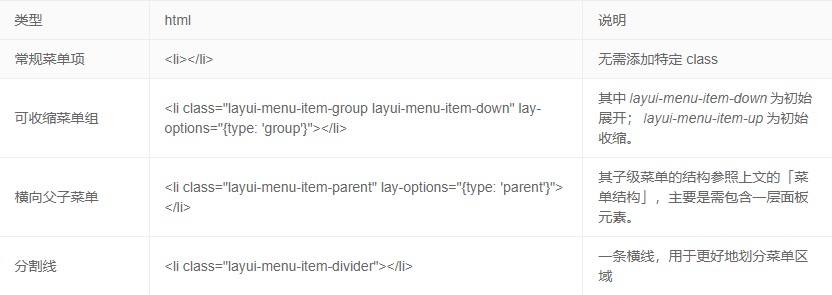 类型 html 说明
常规菜单项 <li></li> 无需添加特定 class
可收缩菜单组
<li class="layui-menu-item-group layui-menu-item-down" lay-
options="{type: 'group'}"></li>
其中 layui-menu-item-down 为初始
展开； layui-menu-item-up 为初始
收缩。
横向父子菜单
<li class="layui-menu-item-parent" lay-options="{type: 'parent'}">
</li>
其子级菜单的结构参照上文的「菜
单结构」，主要是需包含一层面板
元素。
分割线
<li class="layui-menu-item-divider"></li>
一条横线，用于更好地划分菜单区
域